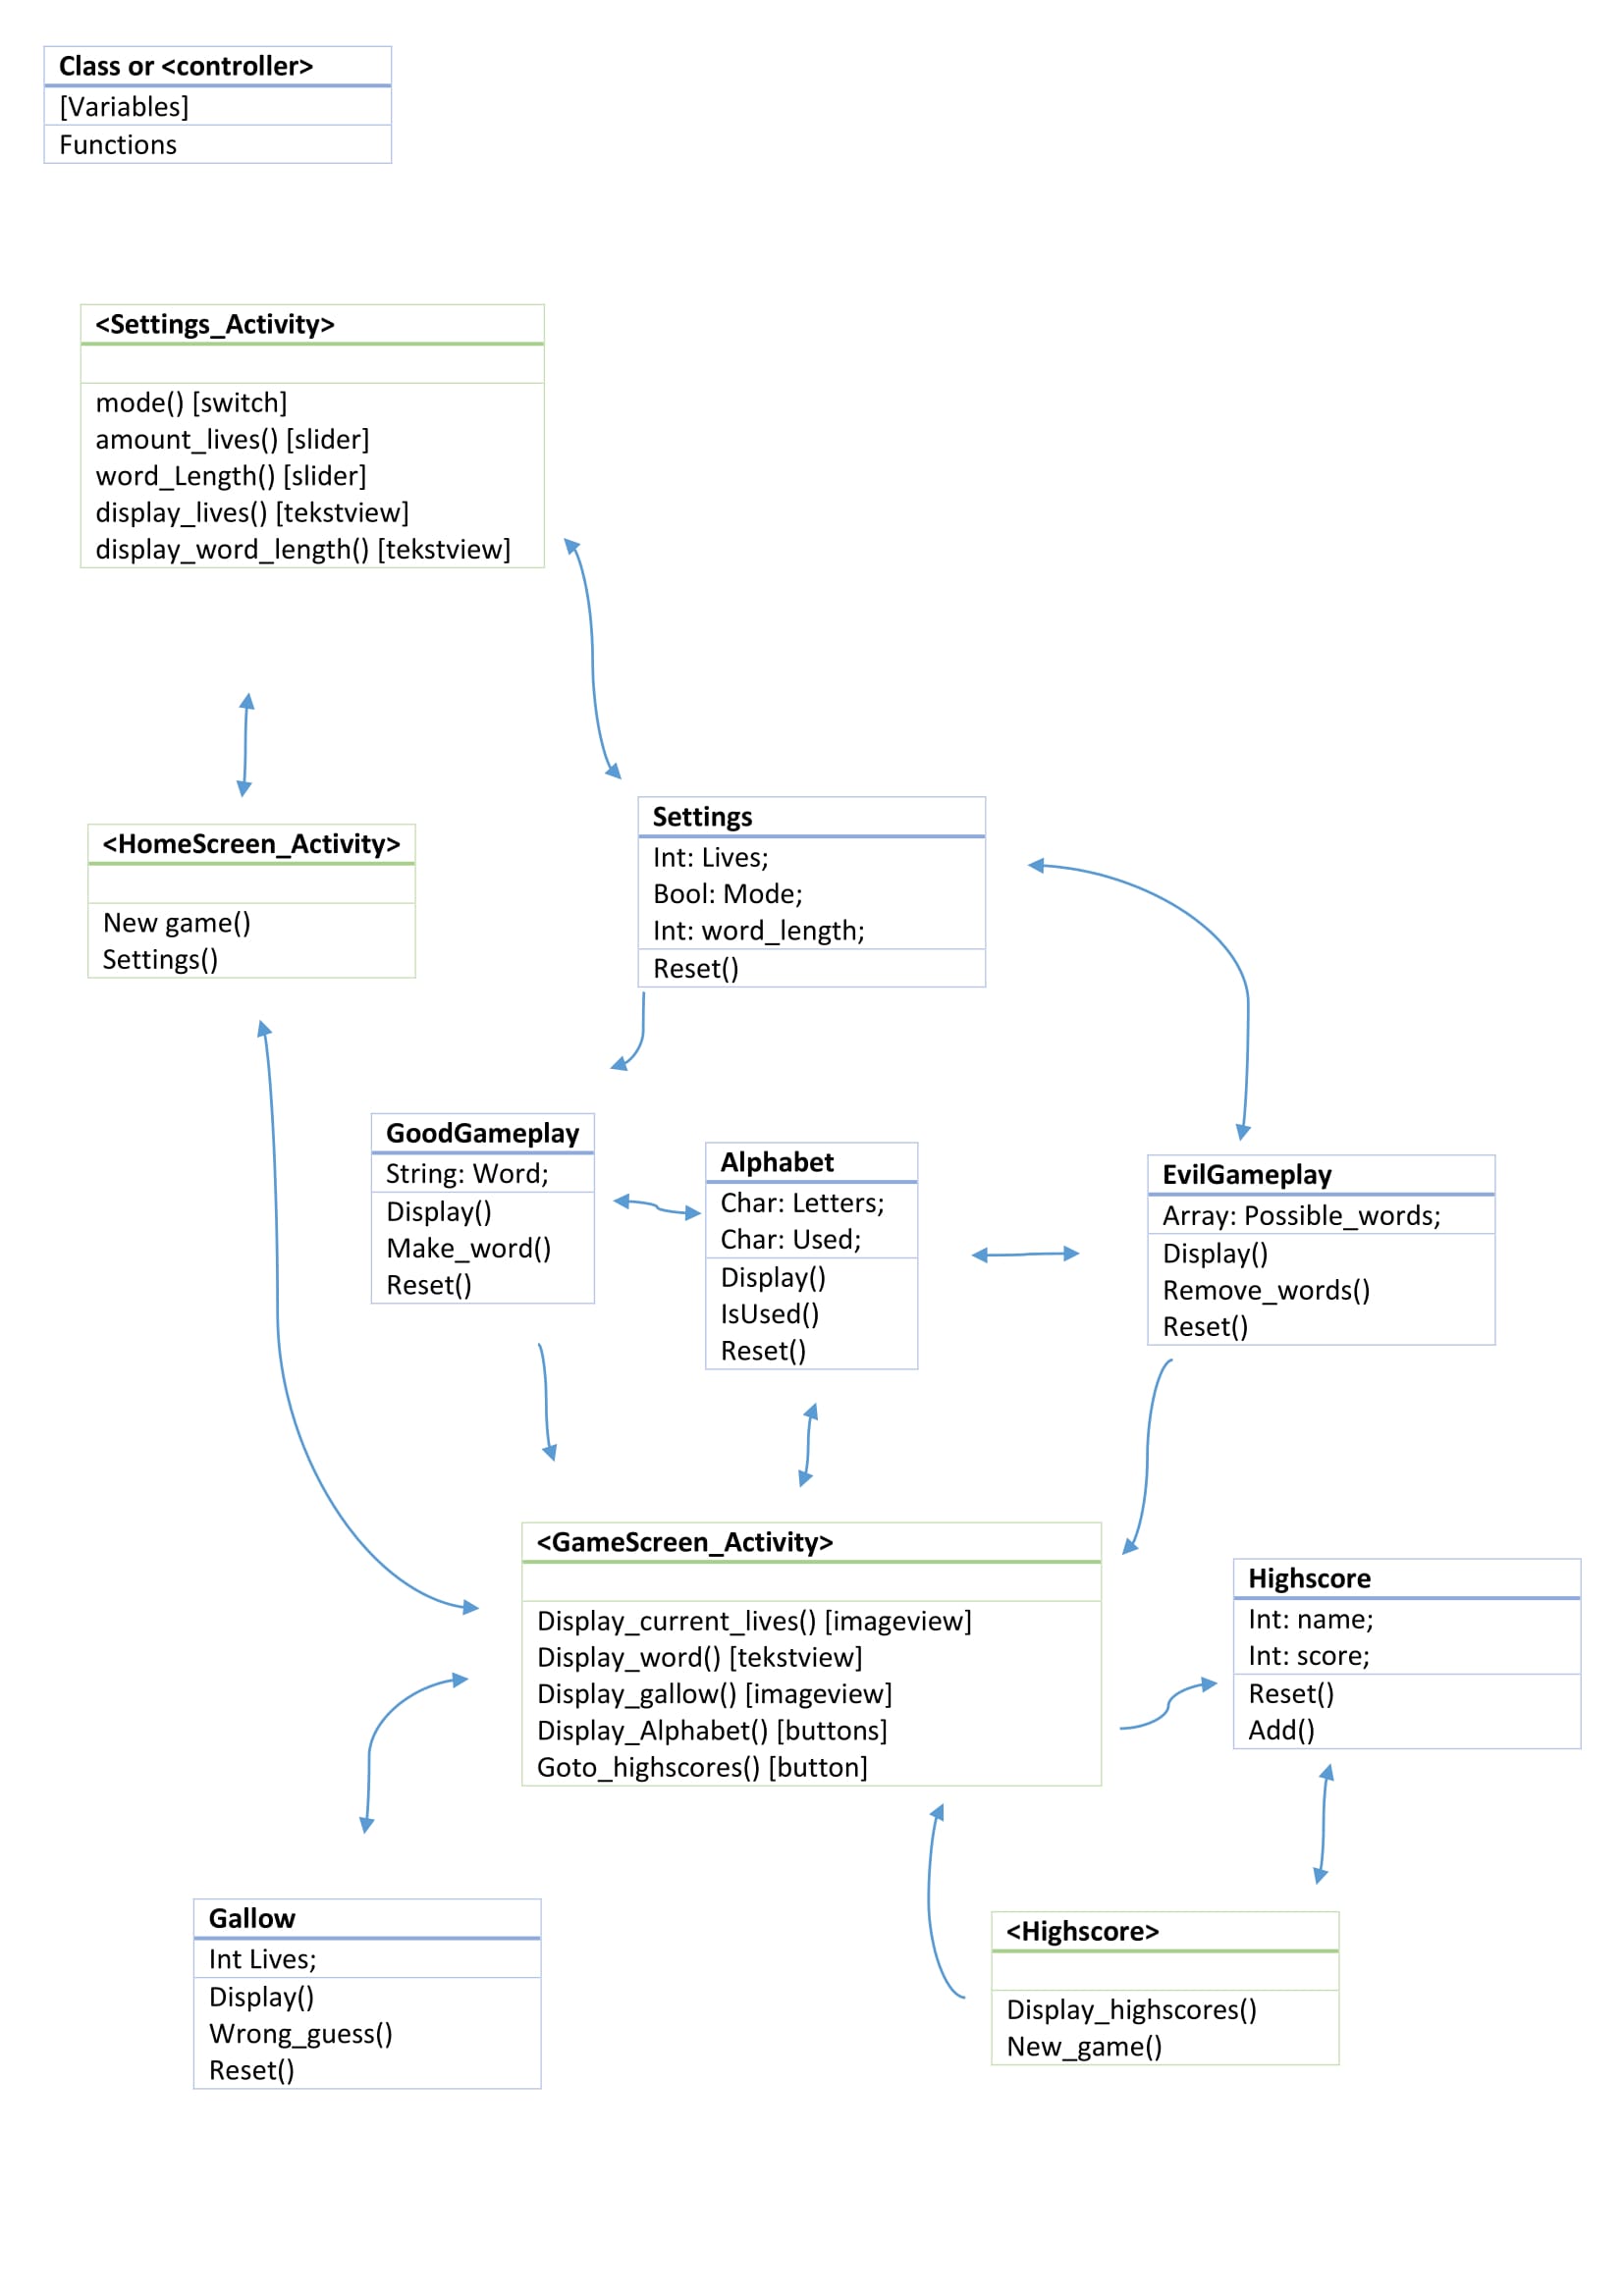 Class or <controller>
[Variables]
Functions
<Settings_Activity>
mode() [switch]
amount_lives() [slider]
word_Length() [slider]
display_lives() [tekstview]
display_word_length() [tekstview]
<HomeScreen_Activity>
New game()
Settings()
Settings
Int: Lives;
Bool: Mode;
Int: word_length;
Reset()
GoodGameplay
String: Word;
Display()
Make_word()
Reset()
Alphabet
Char: Letters;
Char: Used;
Display()
IsUsed()
Reset()
EvilGameplay
Array: Possible_words;
Display()
Remove_words()
Reset()
<GameScreen_Activity>
Display_current_lives() [imageview]
Display_word() [tekstview]
Display_gallow() [imageview]
Display_Alphabet() [buttons]
Goto_highscores() [button]
Highscore
Int: name;
Int: score;
Reset()
Add()
Gallow
Int Lives;
Display()
Wrong_guess()
Reset()
<Highscore>
Display_highscores()
New_game()